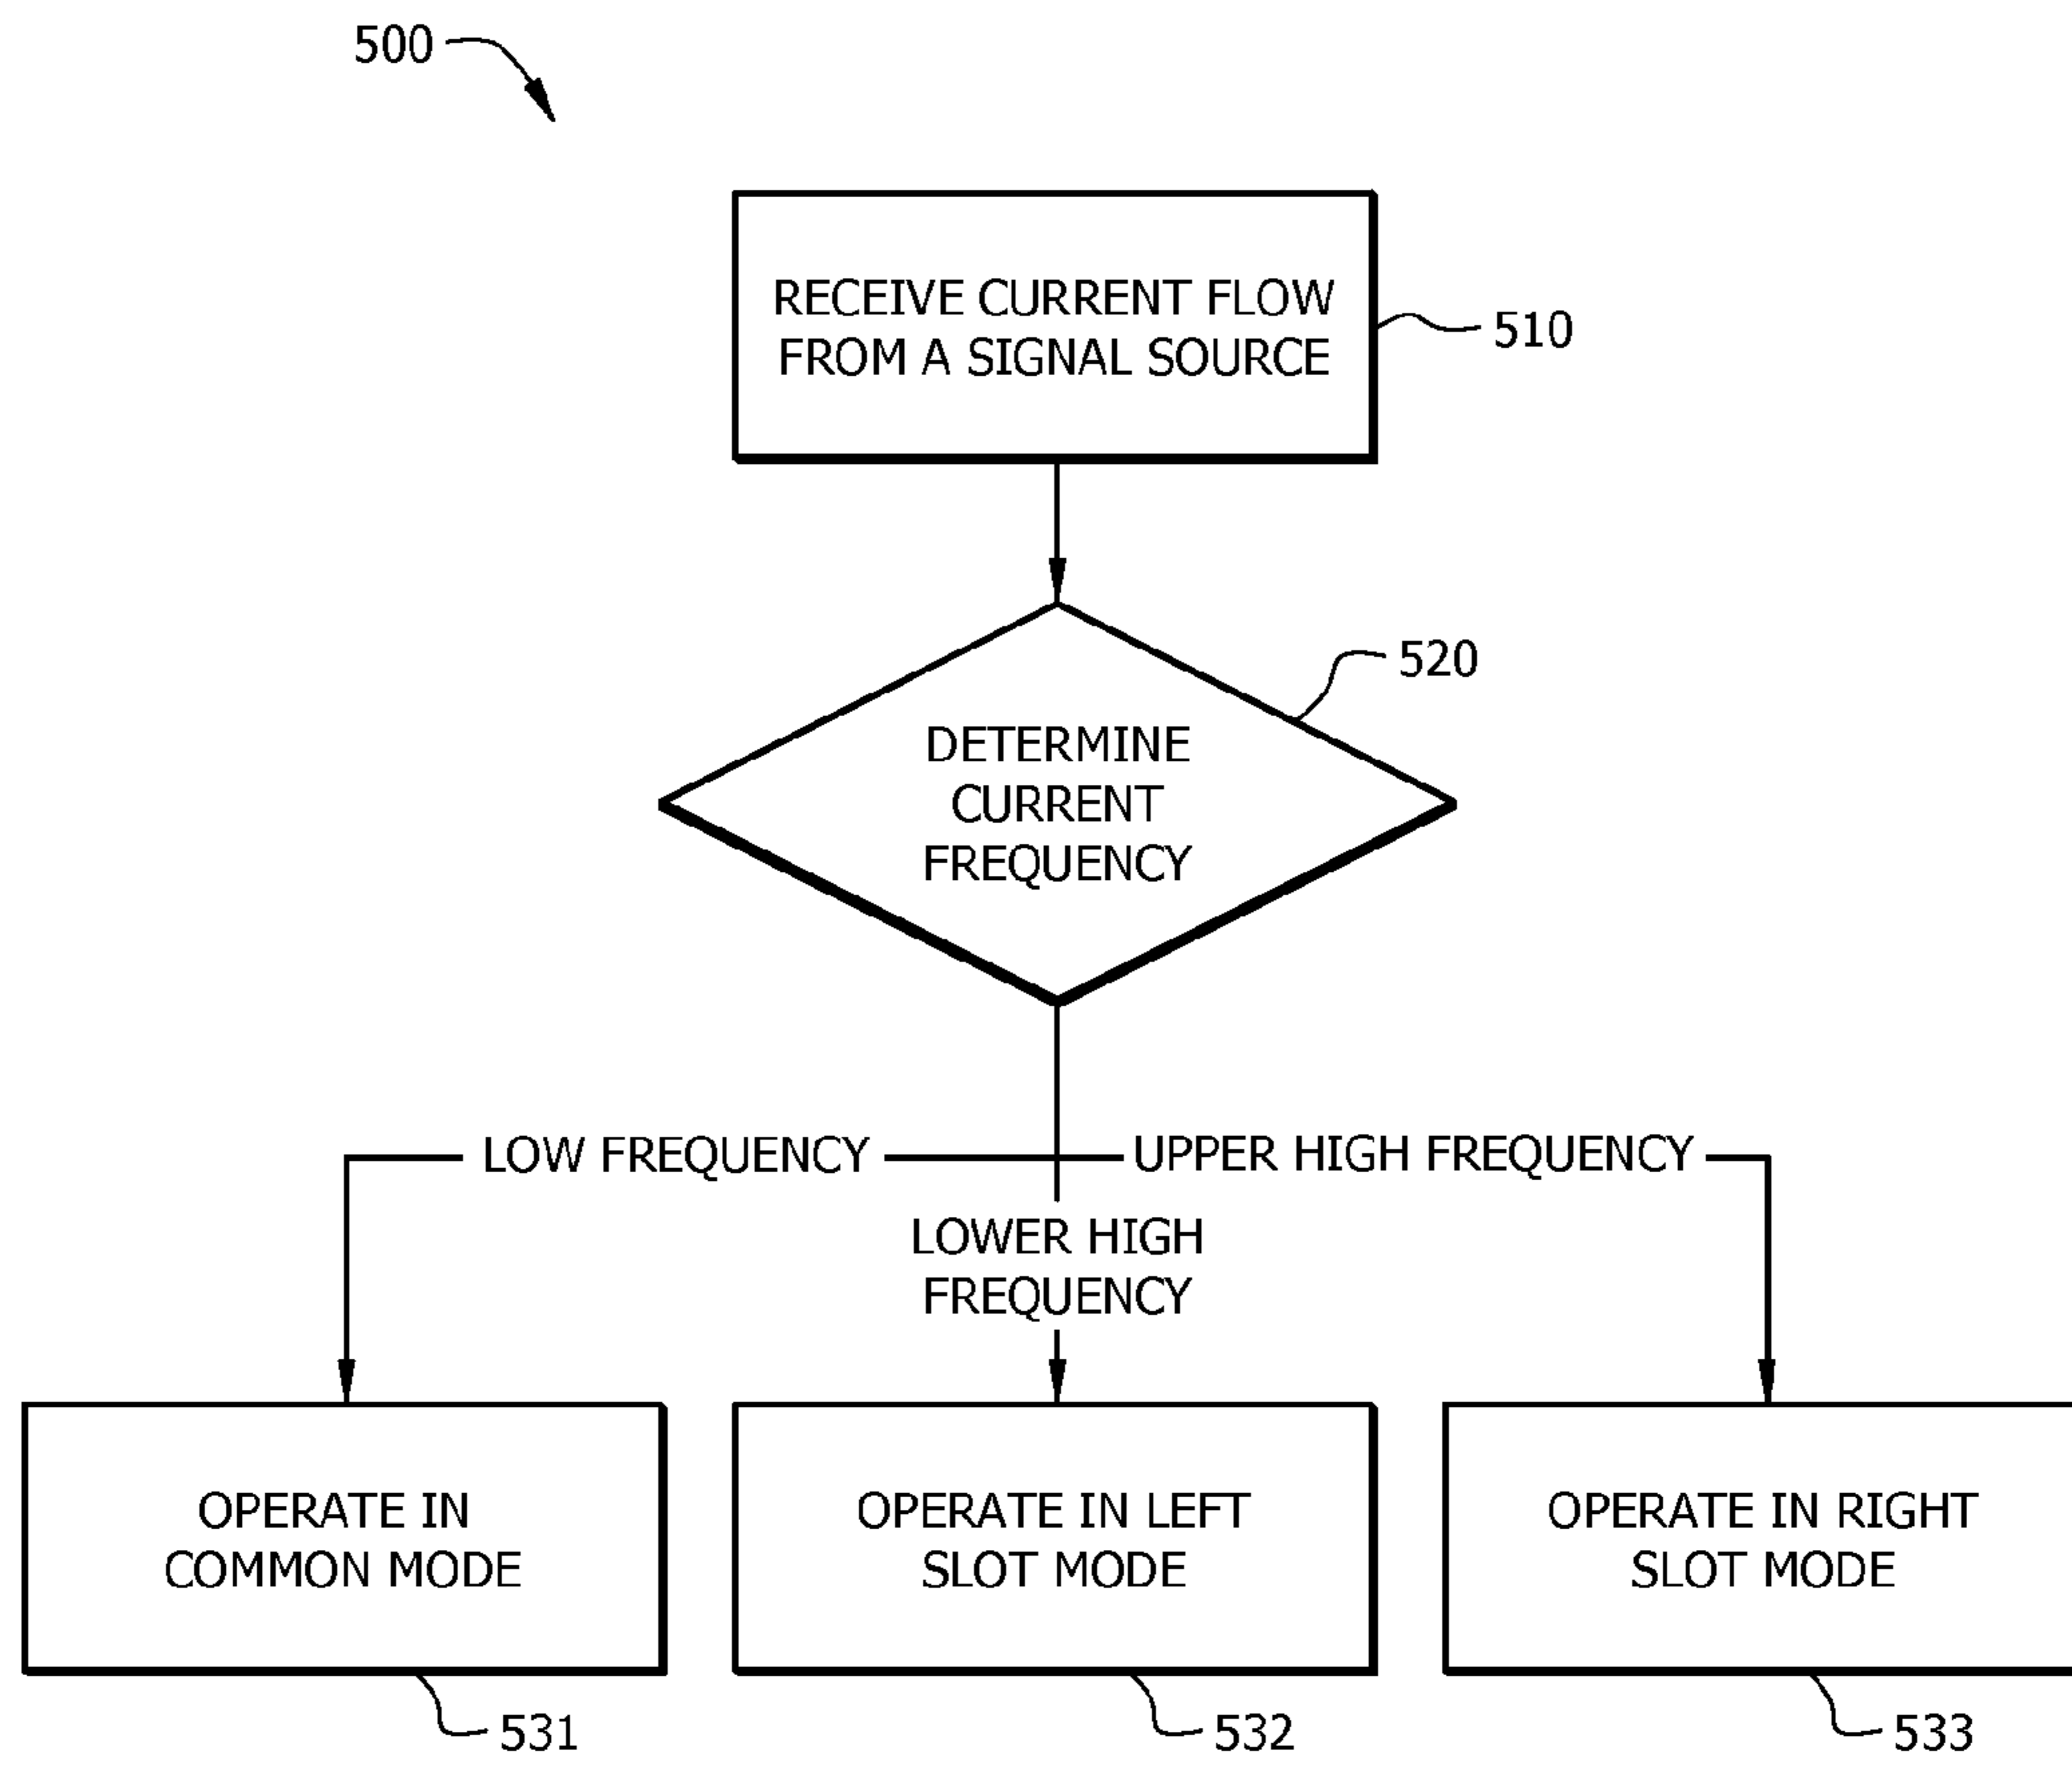 500
RECEIVE CURRENT FLOW
FROM A SIGNAL SOURCE
510
520
DETERMINE
CURRENT
FREQUENCY
LOW FREQUENCY
UPPER HIGH FREQUENCY
LOWER HIGH
FREQUENCY
OPERATE IN
COMMON MODE
OPERATE IN LEFT
SLOT MODE
OPERATE IN RIGHT
SLOT MODE
531
532
533